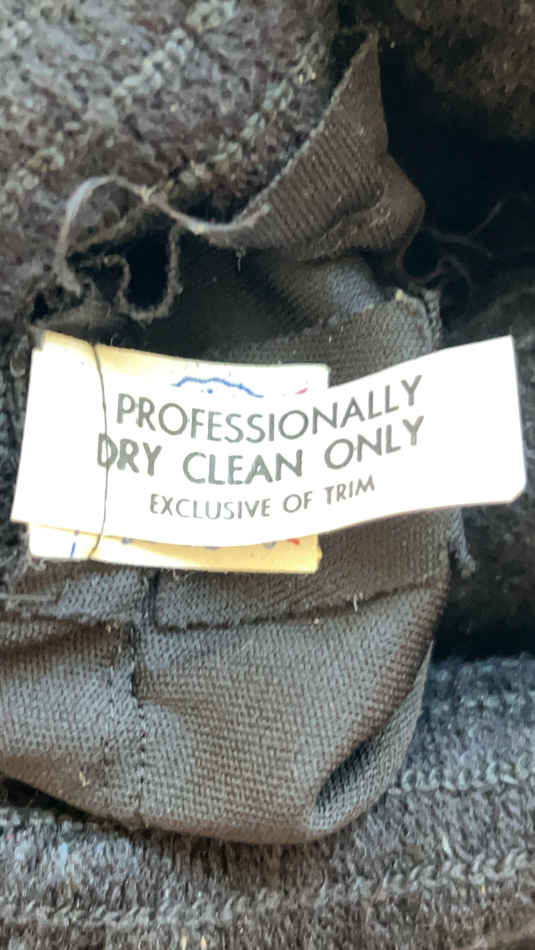 PROFESSIONALLY
DRY CLEAN ONLY
EXCLUSIVE OF TRIM